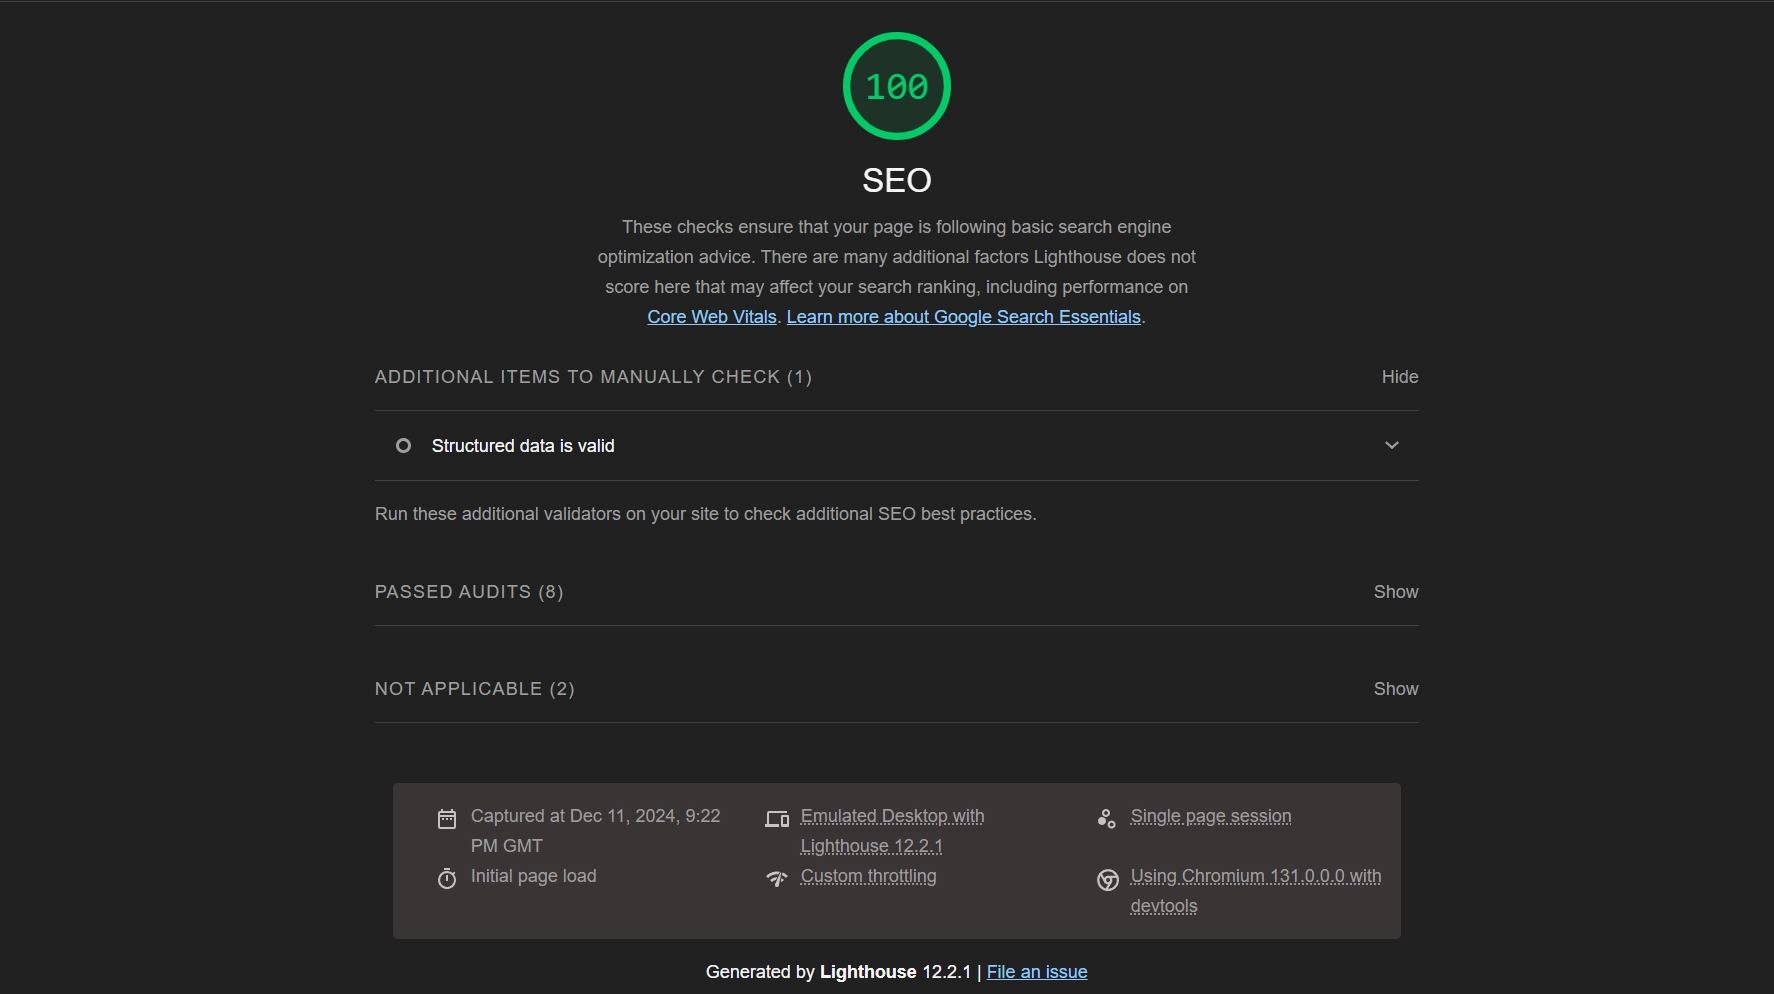 100
SEO
These checks ensure that your page is following basic search engine
optimization advice. There are many additional factors Lighthouse does not
score here that may affect your search ranking, including performance on
Core Web Vitals. Learn more about Google Search Essentials.
ADDITIONAL ITEMS TO MANUALLY CHECK (1) Hide
Structured data is valid
Run these additional validators on your site to check additional SEO best practices.
PASSED AUDITS (8) Show
NOT APPLICABLE (2) Show
Captured at Dec 11, 2024, 9:22
PM GMT
Emulated Desktop with
Lighthouse 12.2.1
Single page session
Initial page load
Custom throttling
Using Chromium 131.0.0.0 with
devtools
Generated by Lighthouse 12.2.1 | File an issue